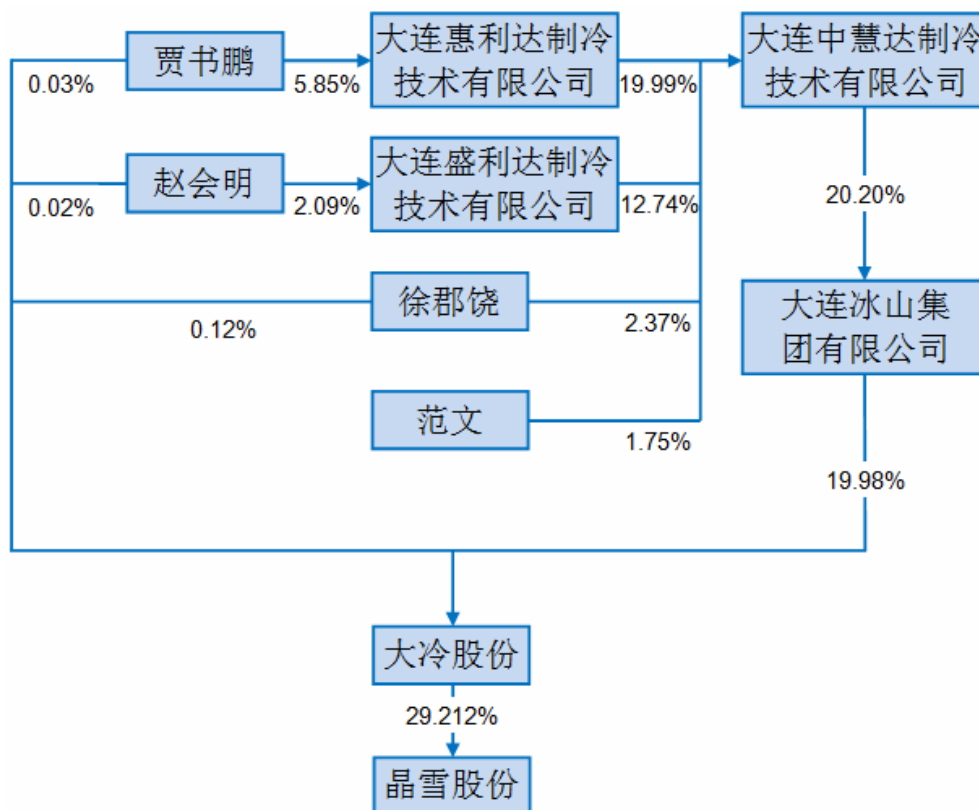 贾书鹏
大连惠利达制冷
技术有限公司
大连中慧达制冷
技术有限公司
0.03%
5.85%
19.99%
赵会明
大连盛利达制冷
技术有限公司
0.02%
2.09%
12.74%
20.20%
徐郡饶
0.12%
2.37%
大连冰山集
团有限公司
范文
1.75%
19.98%
大冷股份
29.212%
晶雪股份